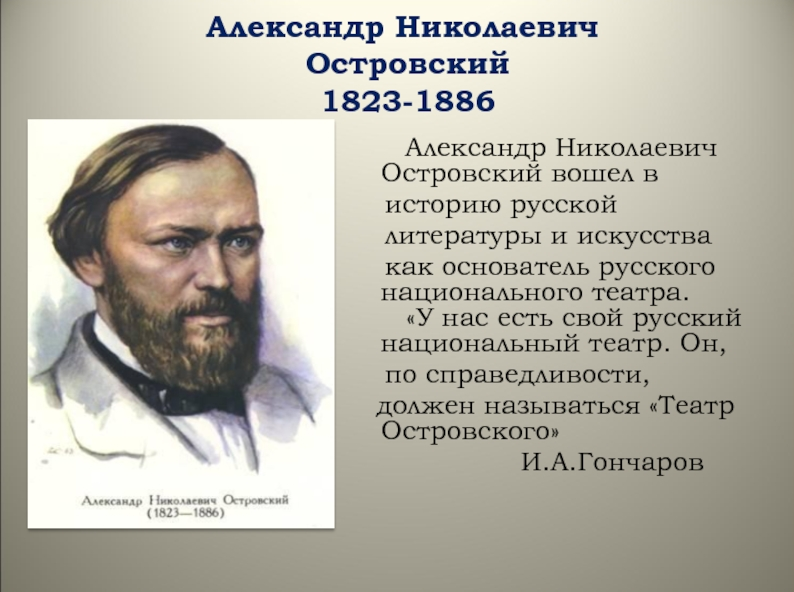 Александр Николаевич
Островский
1823-1886
Александр Николаевич
Островский вошел в
историю русской
литературы и искусства
как основатель русского
национального театра.
«У нас есть свой русский
национальный театр. Он,
по справедливости,
должен называться «Театр
Островского»
И.А.Гончаров
Александр Николаевич Островский
(1823—1886)